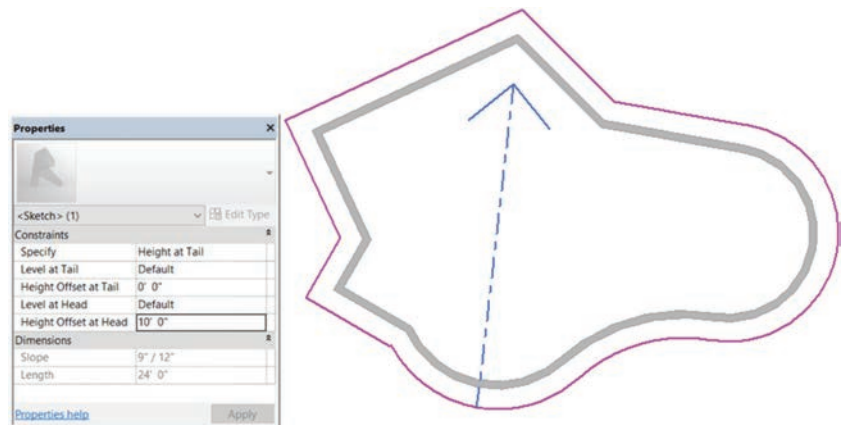 Properties
<Sketch> (1)
Edit Type
Constraints
Specify Height at Tail
Level at Tail Default
Height Offset at Tail 0' 0"
Level at Head Default
Height Offset at Head 10' 0"
Dimensions
Slope 9" / 12"
Length 24' 0"
Properties help Apply